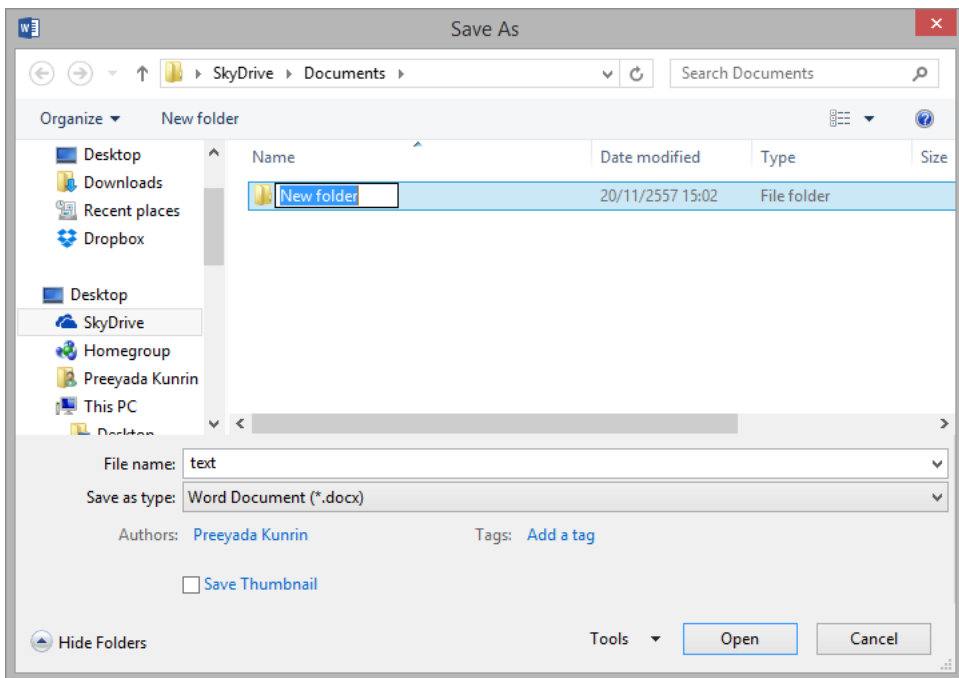 Save As
SkyDrive Documents Search Documents
Organize New folder
Name Date modified Type Size
Desktop
Downloads
Recent places
Dropbox
New folder 20/11/2557 15:02 File folder
Desktop
SkyDrive
Homegroup
Preeyada Kunrin
This PC
Desktop
File name: text
Save as type: Word Document (*.docx)
Authors: Preeyada Kunrin Tags: Add a tag
Save Thumbnail
Hide Folders Tools Open Cancel